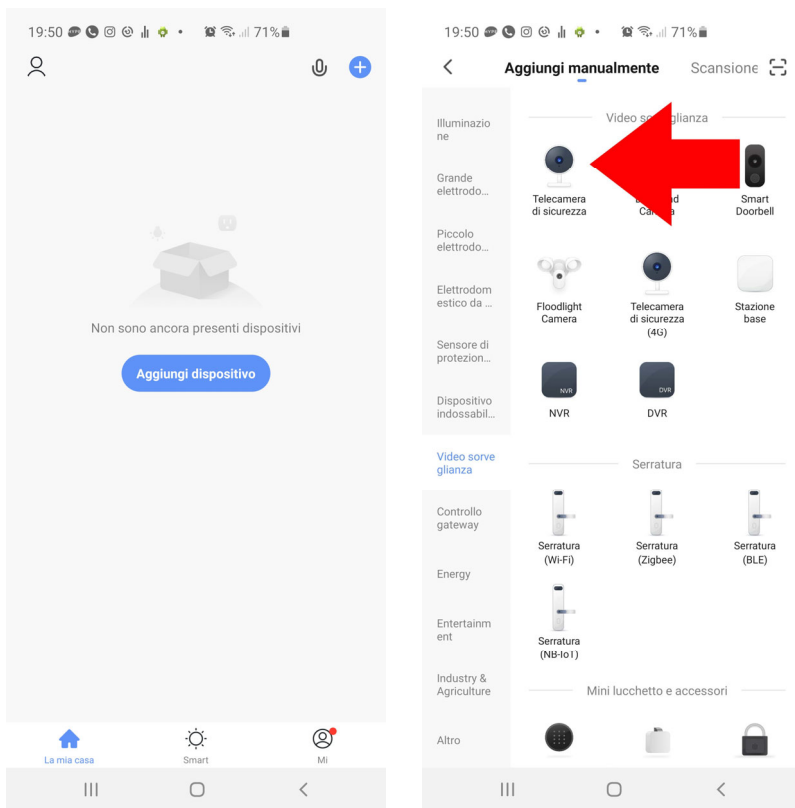 19:50
71%
Non sono ancora presenti dispositivi
Aggiungi dispositivo
La mia casa
Smart
Mi
19:50
71%
Aggiungi manualmente
Scansione
Illuminazio
ne
Grande
elettrodo...
Piccolo
elettrodo...
Elettrodom
estico da ...
Sensore di
protezion...
Dispositivo
indossabil...
Video sorve
glianza
Controllo
gateway
Energy
Entertainm
ent
Industry &
Agriculture
Altro
Video so glianza
Telecamera
di sicurezza
Smart
Doorbell
Floodlight
Camera
Telecamera
di sicurezza
(4G)
Stazione
base
NVR
NVR
DVR
DVR
Serratura
Serratura
(Wi-Fi)
Serratura
(Zigbee)
Serratura
(BLE)
Serratura
(NB-IoT)
Mini lucchetto e accessori